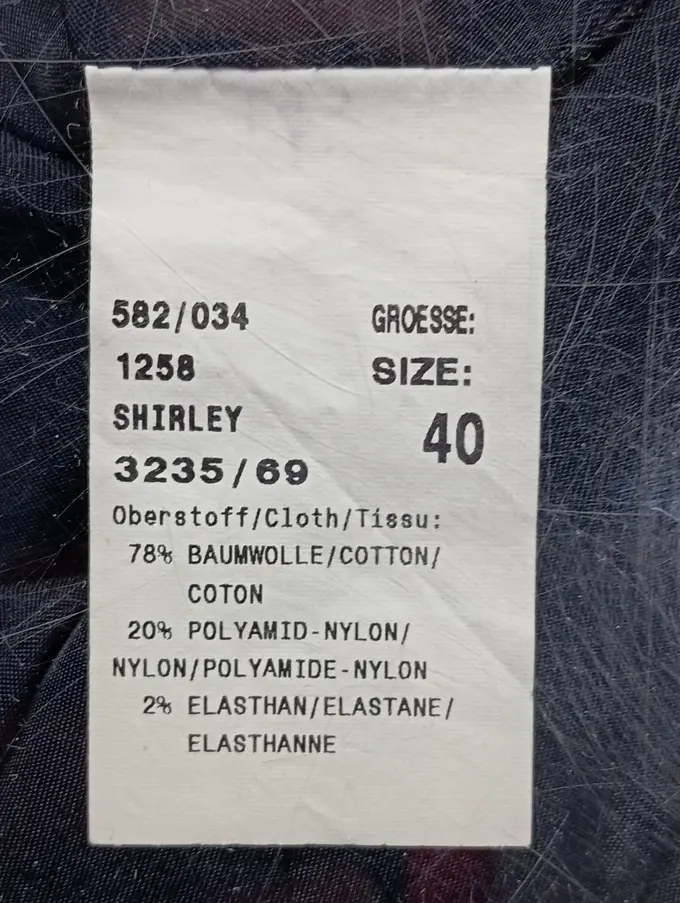 582/034 GROESSE:
1258 SIZE:
SHIRLEY 40
3235/69
Oberstoff/Cloth/Tissu:
78% BAUMWOLLE/COTTON/
COTON
20% POLYAMID-NYLON/
NYLON/POLYAMIDE-NYLON
2% ELASTHAN/ELASTANE/
ELASTHANNE